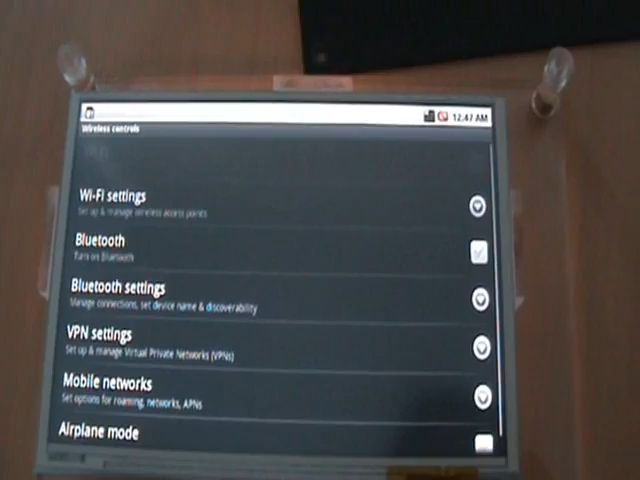 12:47 AM
Wireless controls
Wi-Fi settings
Set up & manage wireless access points
Bluetooth
Turn on Bluetooth
Bluetooth settings
Manage connections, set device name & discoverability
VPN settings
Set up & manage Virtual Private Networks (VPNs)
Mobile networks
Set options for roaming, networks, APNs
Airplane mode